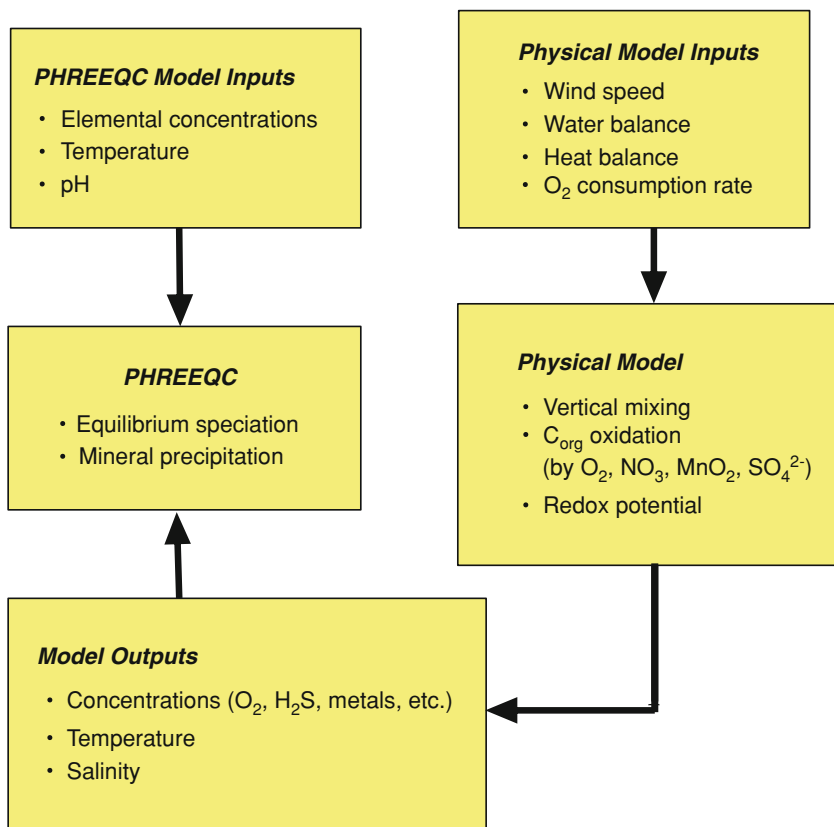 PHREEQC Model Inputs
• Elemental concentrations
• Temperature
• pH
Physical Model Inputs
• Wind speed
• Water balance
• Heat balance
• O₂ consumption rate
PHREEQC
• Equilibrium speciation
• Mineral precipitation
Physical Model
• Vertical mixing
• C_org oxidation
(by O₂, NO₃, MnO₂, SO₄²⁻)
• Redox potential
Model Outputs
• Concentrations (O₂, H₂S, metals, etc.)
• Temperature
• Salinity